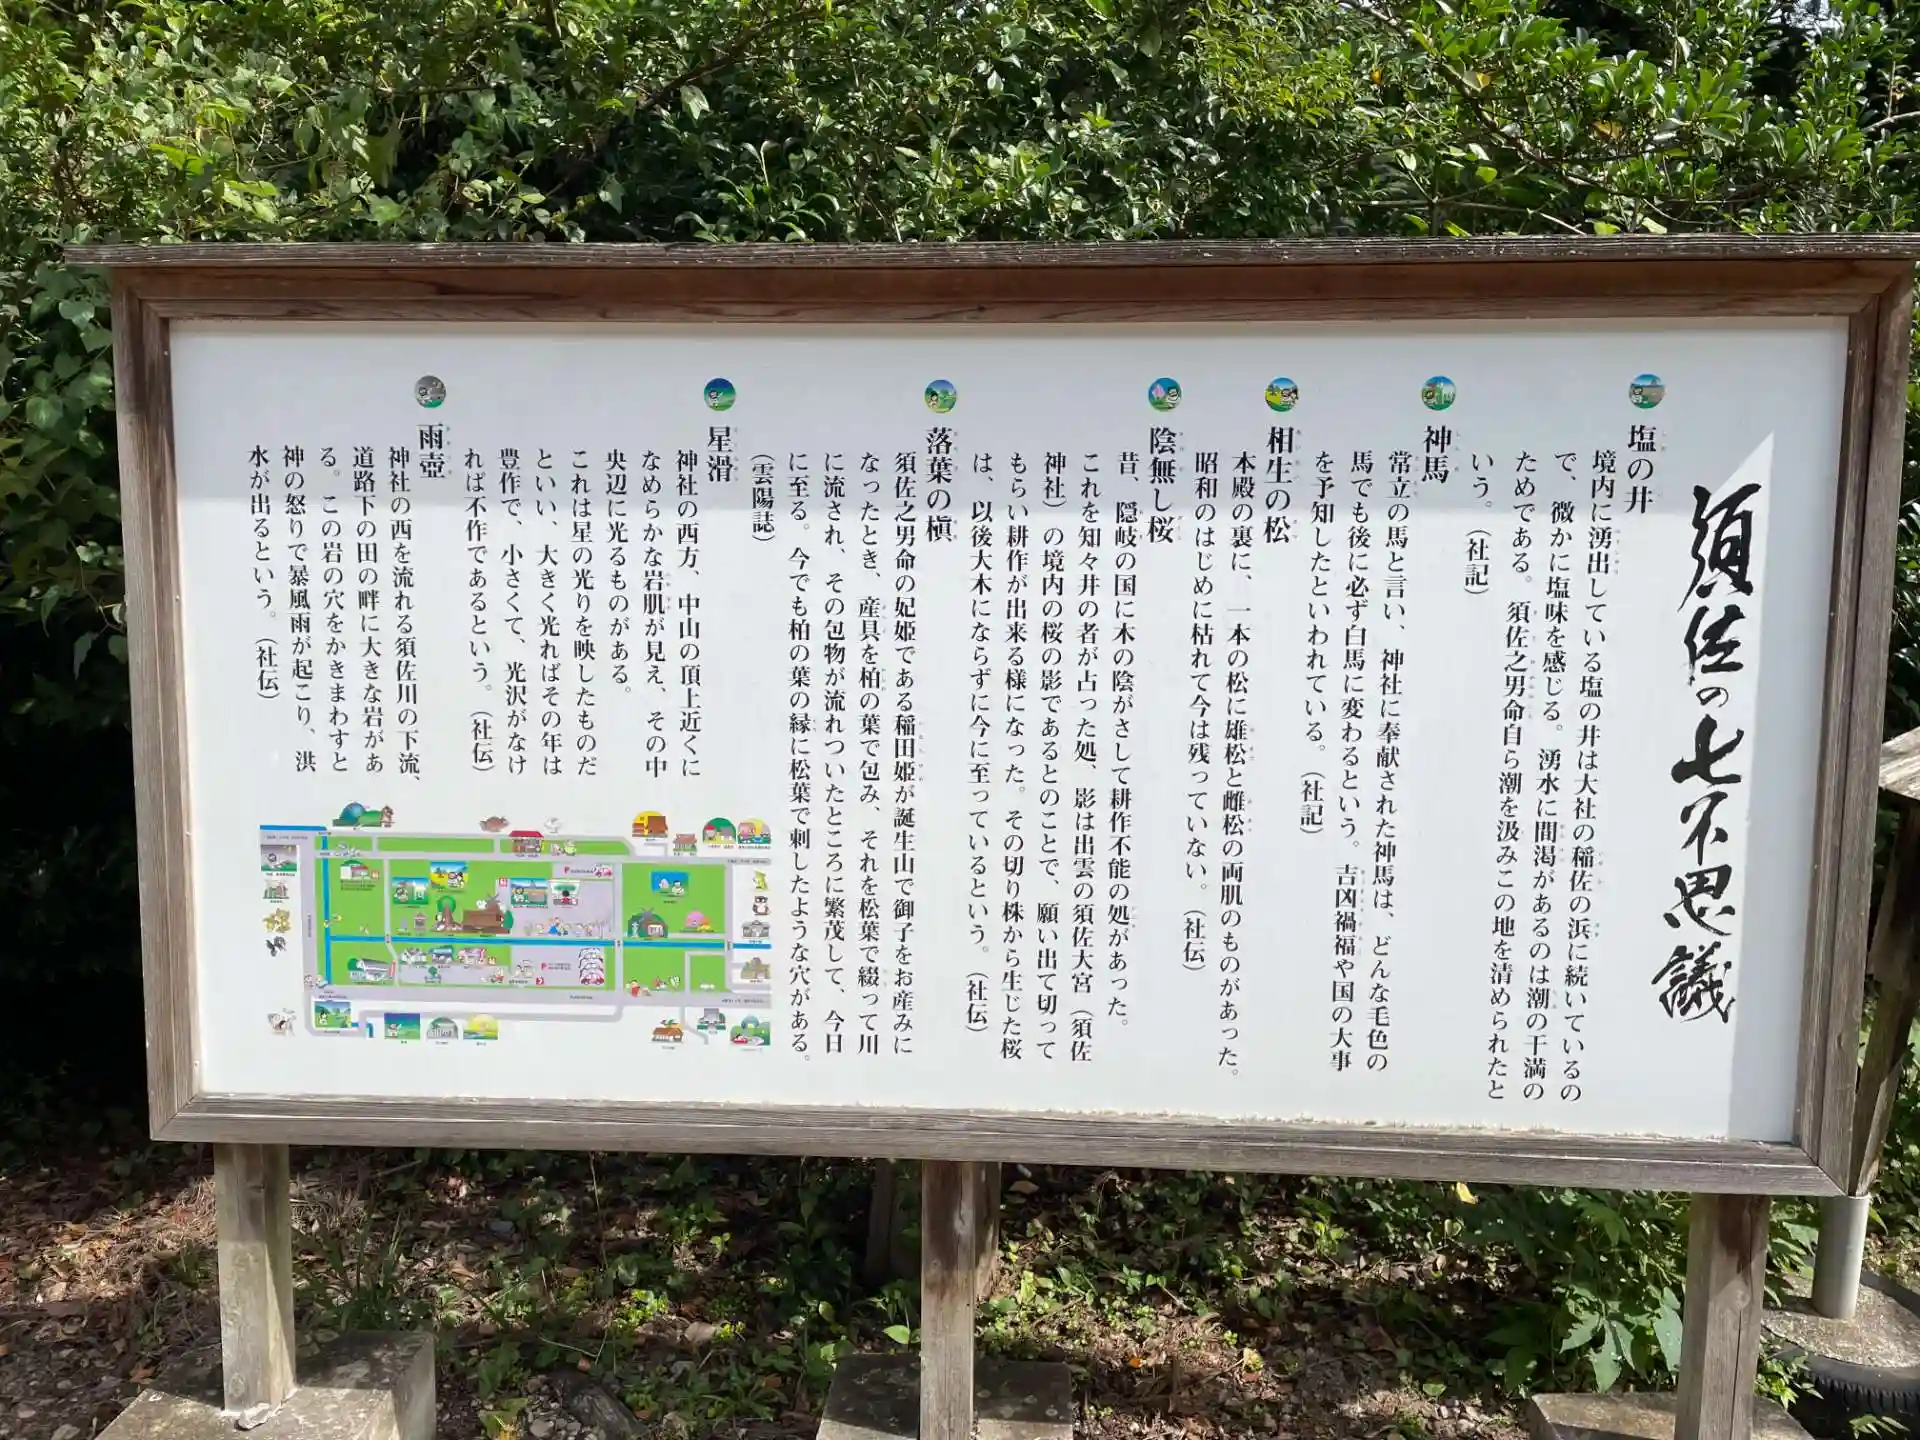 須佐の七不思議
塩の井
境内に湧出している塩の井は大社の稲佐の浜に続いているの
で、微かに塩味を感じる。湧水に間渇があるのは潮の干満の
ためである。須佐之男命自ら潮を汲みこの地を清められたと
いう。（社記）
神馬
常立の馬と言い、神社に奉献された神馬は、どんな毛色の
馬でも後に必ず白馬に変わるという。吉凶禍福や国の大事
を予知したといわれている。（社記）
相生の松
本殿の裏に、一本の松に雄松と雌松の両肌のものがあった。
昭和のはじめに枯れて今は残っていない。（社伝）
陰無し桜
昔、隠岐の国に木の陰がさして耕作不能の処があった。
これを知々井の者が占った処、影は出雲の須佐大宮（須佐
神社）の境内の桜の影であるとのことで、願い出て切って
もらい耕作が出来る様になった。その切り株から生じた桜
は、以後大木にならずに今に至っているという。（社伝）
落葉の槇
須佐之男命の妃姫である稲田姫が誕生山で御子をお産みに
なったとき、産具を柏の葉で包み、それを松葉で綴って川
に流され、その包物が流れついたところに繁茂して、今日
に至る。今でも柏の葉の縁に松葉で刺したような穴がある。
（雲陽誌）
星滑
神社の西方、中山の頂上近くに
なめらかな岩肌が見え、その中
央辺に光るものがある。
これは星の光りを映したものだ
といい、大きく光ればその年は
豊作で、小さくて、光沢がなけ
れば不作であるという。（社伝）
雨壺
神社の西を流れる須佐川の下流、
道路下の田の畔に大きな岩があ
る。この岩の穴をかきまわすと
神の怒りで暴風雨が起こり、洪
水が出るという。（社伝）